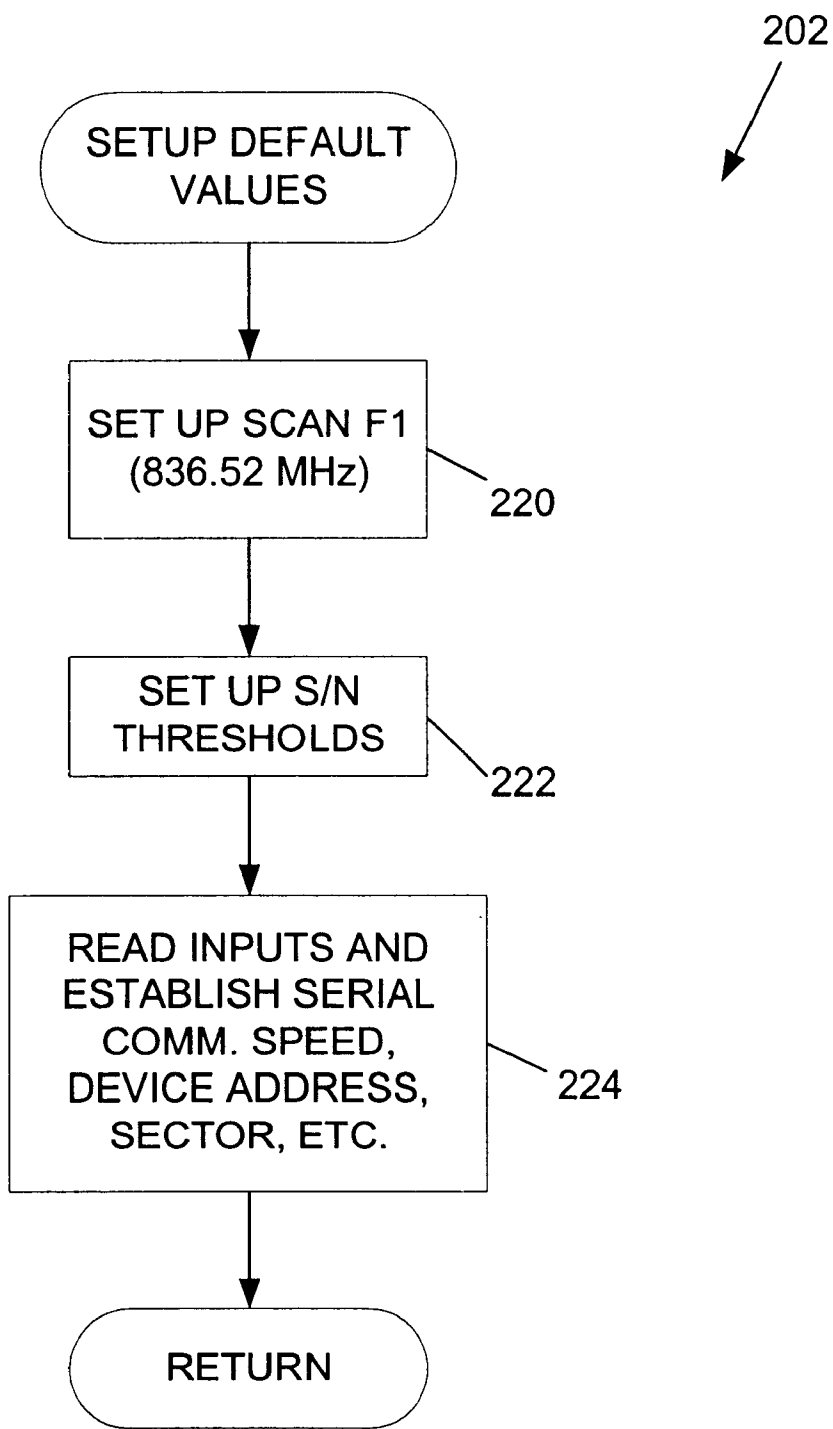 202
SETUP DEFAULT
VALUES
SET UP SCAN F1
(836.52 MHz)
220
SET UP S/N
THRESHOLDS
222
READ INPUTS AND
ESTABLISH SERIAL
COMM. SPEED,
DEVICE ADDRESS,
SECTOR, ETC.
224
RETURN